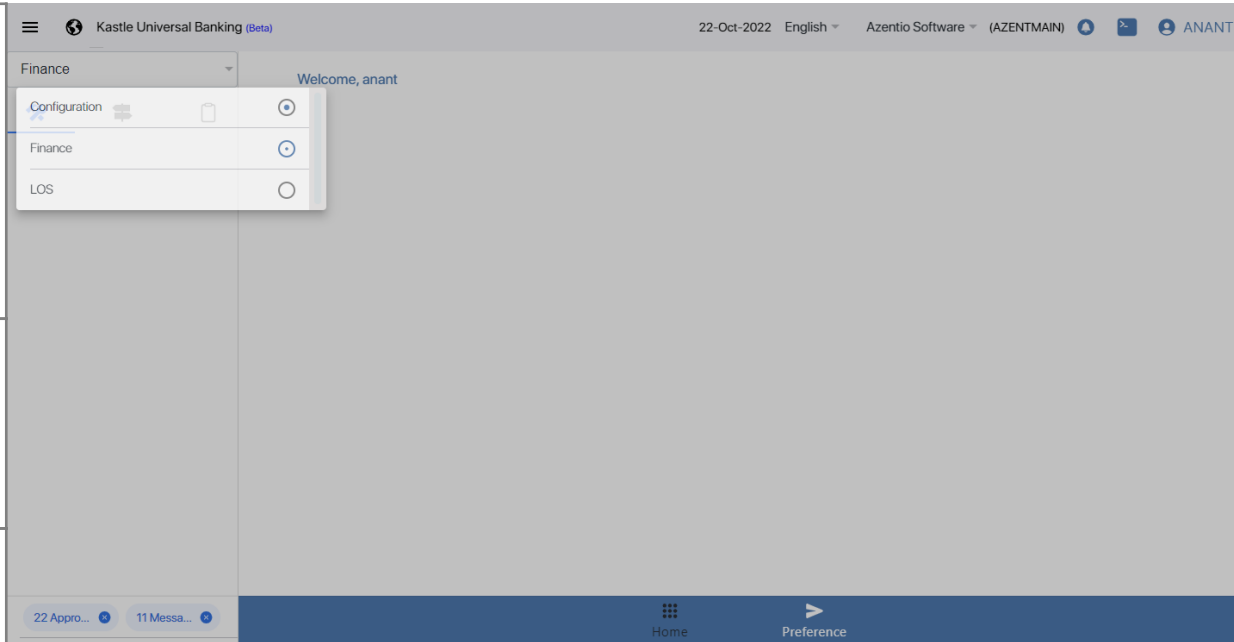 Kastle Universal Banking (Beta)
22-Oct-2022 English Azentio Software (AZENTMAIN) ANANT
Finance
Welcome, anant
Configuration
Finance
LOS
22 Appro... 11 Messa...
Home Preference